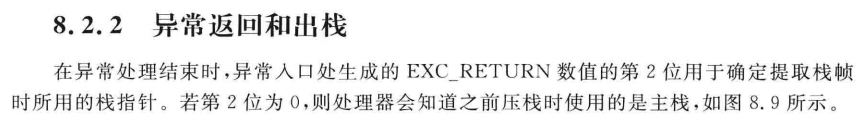 8.2.2 异常返回和出栈
在异常处理结束时,异常入口处生成的 EXC_RETURN 数值的第 2 位用于确定提取栈帧
时所用的栈指针。若第 2 位为 0,则处理器会知道之前压栈时使用的是主栈,如图 8.9 所示。